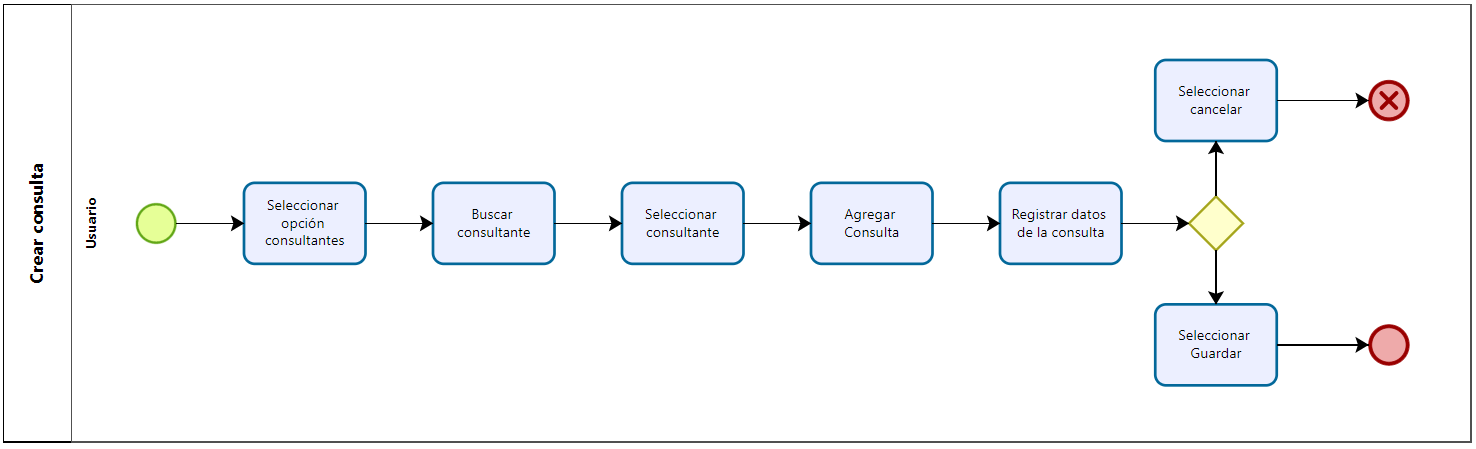 Crear consulta
Usuario
Seleccionar
opción
consultantes
Buscar
consultante
Seleccionar
consultante
Agregar
Consulta
Registrar datos
de la consulta
Seleccionar
cancelar
Seleccionar
Guardar